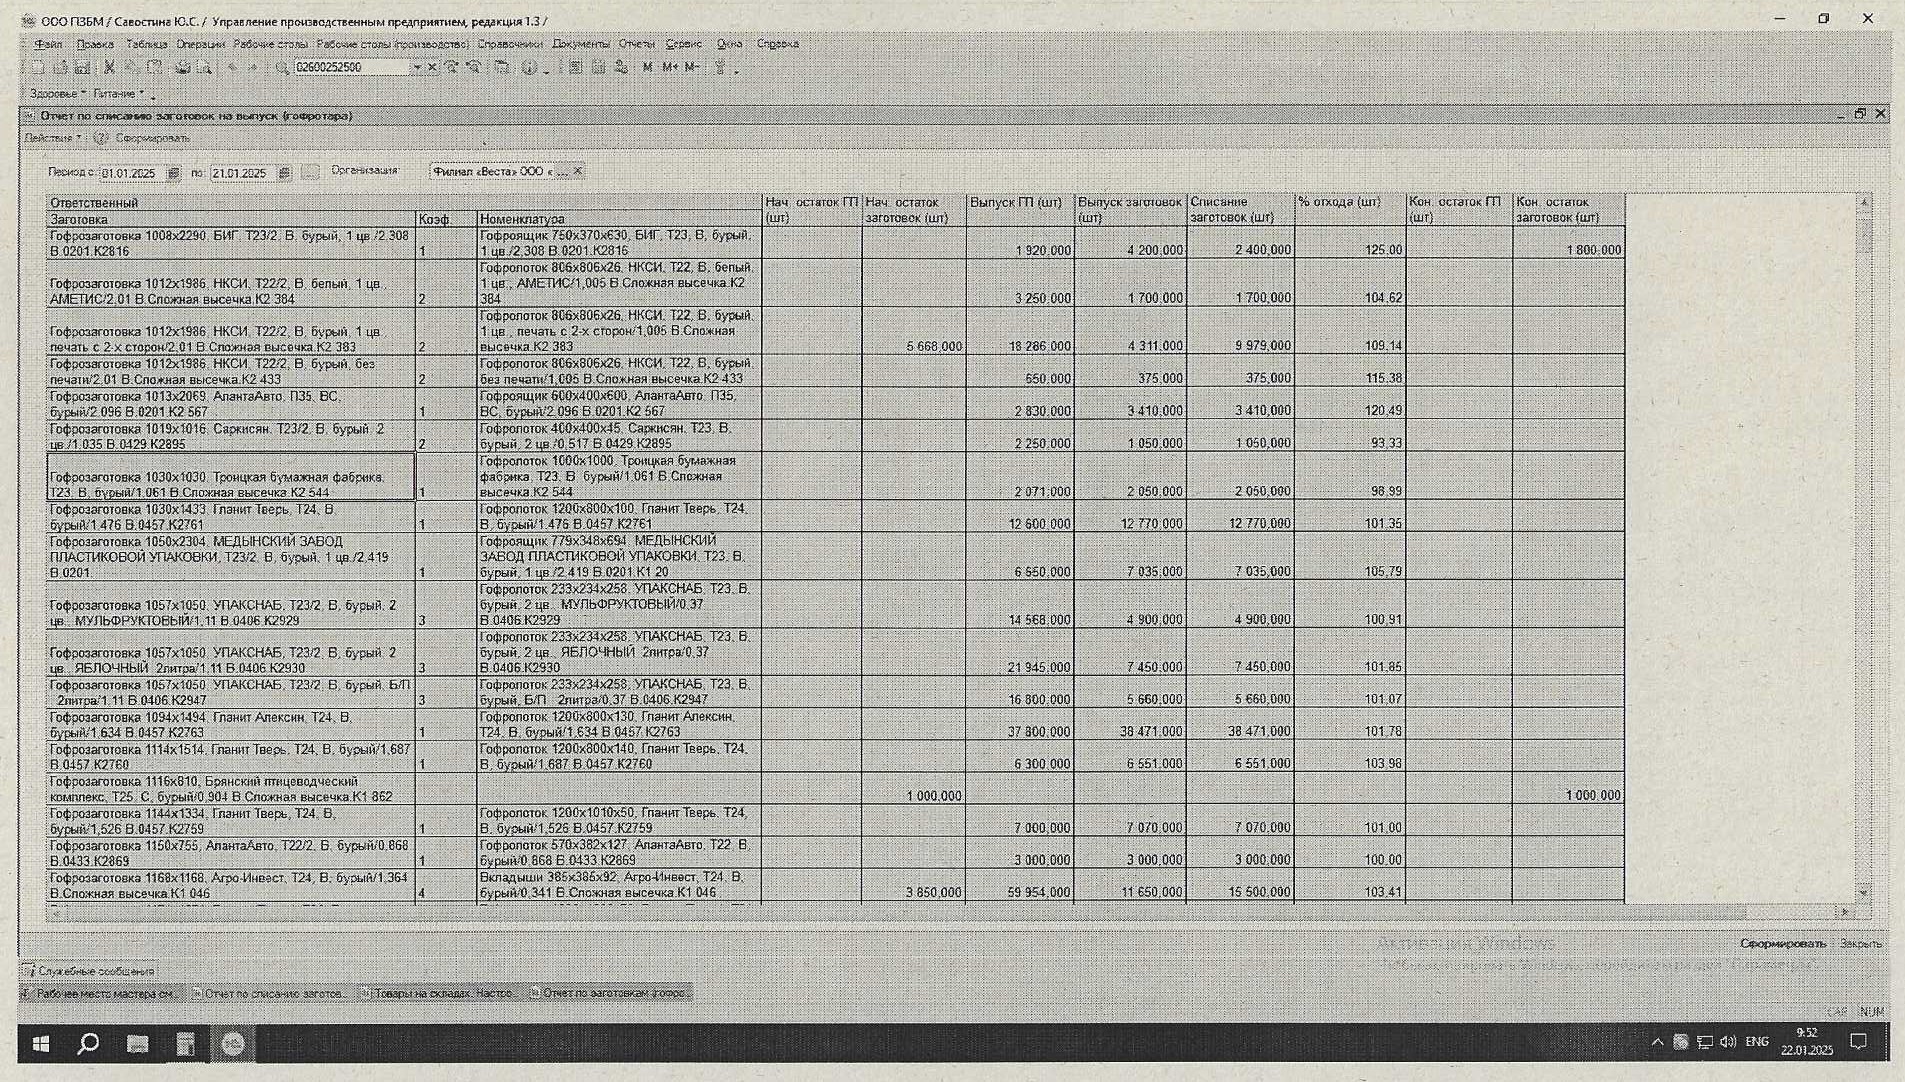 ООО ПЗБМ / Савостина Ю.С. / Управление производственным предприятием, редакция 1.3 /
Файл Правка Таблица Операции Рабочие столы Рабочие столы (производство) Справочники Документы Отчеты Сервис Окна Справка
02600252500 M M+ M-
Здоровье Питание
Отчет по списанию заготовок на выпуск (гофротара)
Действия Сформировать
Период с: 01.01.2025 по: 21.01.2025 ... Организация: Филиал «Веста» ООО « ... ×
Ответственный Нач. остаток ГП (шт) Нач. остаток заготовок (шт) Выпуск ГП (шт) Выпуск заготовок (шт) Списание заготовок (шт) % отхода (шт) Кон. остаток ГП (шт) Кон. остаток заготовок (шт)
Заготовка Коэф. Номенклатура
Гофрозаготовка 1008х2290, БИГ, Т23/2, В, бурый, 1 цв./2,308 В.0201.К2816 1 Гофроящик 750х370х630, БИГ, Т23, В, бурый, 1 цв./2,308 В.0201.К2816 1 920,000 4 200,000 2 400,000 125,00 1 800,000
Гофрозаготовка 1012х1986, НКСИ, Т22/2, В, белый, 1 цв., АМЕТИС/2,01 В.Сложная высечка.К2 384 2 Гофролоток 806х806х26, НКСИ, Т22, В, белый, 1 цв., АМЕТИС/1,005 В.Сложная высечка.К2 384 3 250,000 1 700,000 1 700,000 104,62
Гофрозаготовка 1012х1986, НКСИ, Т22/2, В, бурый, 1 цв., печать с 2-х сторон/2,01 В.Сложная высечка.К2 383 2 Гофролоток 806х806х26, НКСИ, Т22, В, бурый, 1 цв., печать с 2-х сторон/1,005 В.Сложная высечка.К2 383 5 668,000 18 286,000 4 311,000 9 979,000 109,14
Гофрозаготовка 1012х1986, НКСИ, Т22/2, В, бурый, без печати/2,01 В.Сложная высечка.К2 433 2 Гофролоток 806х806х26, НКСИ, Т22, В, бурый, без печати/1,005 В.Сложная высечка.К2 433 650,000 375,000 375,000 115,38
Гофрозаготовка 1013х2069, АлантаАвто, П35, ВС, бурый/2,096 В.0201.К2 567 1 Гофроящик 600х400х600, АлантаАвто, П35, ВС, бурый/2,096 В.0201.К2 567 2 830,000 3 410,000 3 410,000 120,49
Гофрозаготовка 1019х1016, Саркисян, Т23/2, В, бурый, 2 цв./1,035 В.0429.К2895 2 Гофролоток 400х400х45, Саркисян, Т23, В, бурый, 2 цв./0,517 В.0429.К2895 2 250,000 1 050,000 1 050,000 93,33
Гофрозаготовка 1030х1030, Троицкая бумажная фабрика, Т23, В, бурый/1,061 В.Сложная высечка.К2 544 1 Гофролоток 1000х1000, Троицкая бумажная фабрика, Т23, В, бурый/1,061 В.Сложная высечка.К2 544 2 071,000 2 050,000 2 050,000 98,99
Гофрозаготовка 1030х1433, Гланит Тверь, Т24, В, бурый/1,476 В.0457.К2761 1 Гофролоток 1200х800х100, Гланит Тверь, Т24, В, бурый/1,476 В.0457.К2761 12 600,000 12 770,000 12 770,000 101,35
Гофрозаготовка 1050х2304, МЕДЫНСКИЙ ЗАВОД ПЛАСТИКОВОЙ УПАКОВКИ, Т23/2, В, бурый, 1 цв./2,419 В.0201. 1 Гофроящик 779х348х694, МЕДЫНСКИЙ ЗАВОД ПЛАСТИКОВОЙ УПАКОВКИ, Т23, В, бурый, 1 цв./2,419 В.0201.К1 20 6 650,000 7 035,000 7 035,000 105,79
Гофрозаготовка 1057х1050, УПАКСНАБ, Т23/2, В, бурый, 2 цв., МУЛЬФРУКТОВЫЙ/1,11 В.0406.К2929 3 Гофролоток 233х234х258, УПАКСНАБ, Т23, В, бурый, 2 цв., МУЛЬФРУКТОВЫЙ/0,37 В.0406.К2929 14 568,000 4 900,000 4 900,000 100,91
Гофрозаготовка 1057х1050, УПАКСНАБ, Т23/2, В, бурый, 2 цв., ЯБЛОЧНЫЙ 2литра/1,11 В.0406.К2930 3 Гофролоток 233х234х258, УПАКСНАБ, Т23, В, бурый, 2 цв., ЯБЛОЧНЫЙ 2литра/0,37 В.0406.К2930 21 945,000 7 450,000 7 450,000 101,85
Гофрозаготовка 1057х1050, УПАКСНАБ, Т23/2, В, бурый, Б/П 2литра/1,11 В.0406.К2947 3 Гофролоток 233х234х258, УПАКСНАБ, Т23, В, бурый, Б/П 2литра/0,37 В.0406.К2947 16 800,000 5 660,000 5 660,000 101,07
Гофрозаготовка 1094х1494, Гланит Алексин, Т24, В, бурый/1,634 В.0457.К2763 1 Гофролоток 1200х800х130, Гланит Алексин, Т24, В, бурый/1,634 В.0457.К2763 37 800,000 38 471,000 38 471,000 101,78
Гофрозаготовка 1114х1514, Гланит Тверь, Т24, В, бурый/1,687 В.0457.К2760 1 Гофролоток 1200х800х140, Гланит Тверь, Т24, В, бурый/1,687 В.0457.К2760 6 300,000 6 551,000 6 551,000 103,98
Гофрозаготовка 1116х810, Брянский птицеводческий комплекс, Т25, С, бурый/0,904 В.Сложная высечка.К1 862 1 000,000 1 000,000
Гофрозаготовка 1144х1334, Гланит Тверь, Т24, В, бурый/1,526 В.0457.К2759 1 Гофролоток 1200х1010х50, Гланит Тверь, Т24, В, бурый/1,526 В.0457.К2759 7 000,000 7 070,000 7 070,000 101,00
Гофрозаготовка 1150х755, АлантаАвто, Т22/2, В, бурый/0,868 В.0433.К2869 1 Гофролоток 570х382х127, АлантаАвто, Т22, В, бурый/0,868 В.0433.К2869 3 000,000 3 000,000 3 000,000 100,00
Гофрозаготовка 1168х1168, Агро-Инвест, Т24, В, бурый/1,364 В.Сложная высечка.К1 046 4 Вкладыши 385х385х92, Агро-Инвест, Т24, В, бурый/0,341 В.Сложная высечка.К1 046 3 850,000 59 954,000 11 650,000 15 500,000 103,41
Активация Windows
Сформировать Закрыть
Служебные сообщения
Рабочее место мастера см... Отчет по списанию заготов... Товары на складах. Настро... Отчет по заготовкам (гофро...
CAP NUM
ENG 9:52
22.01.2025